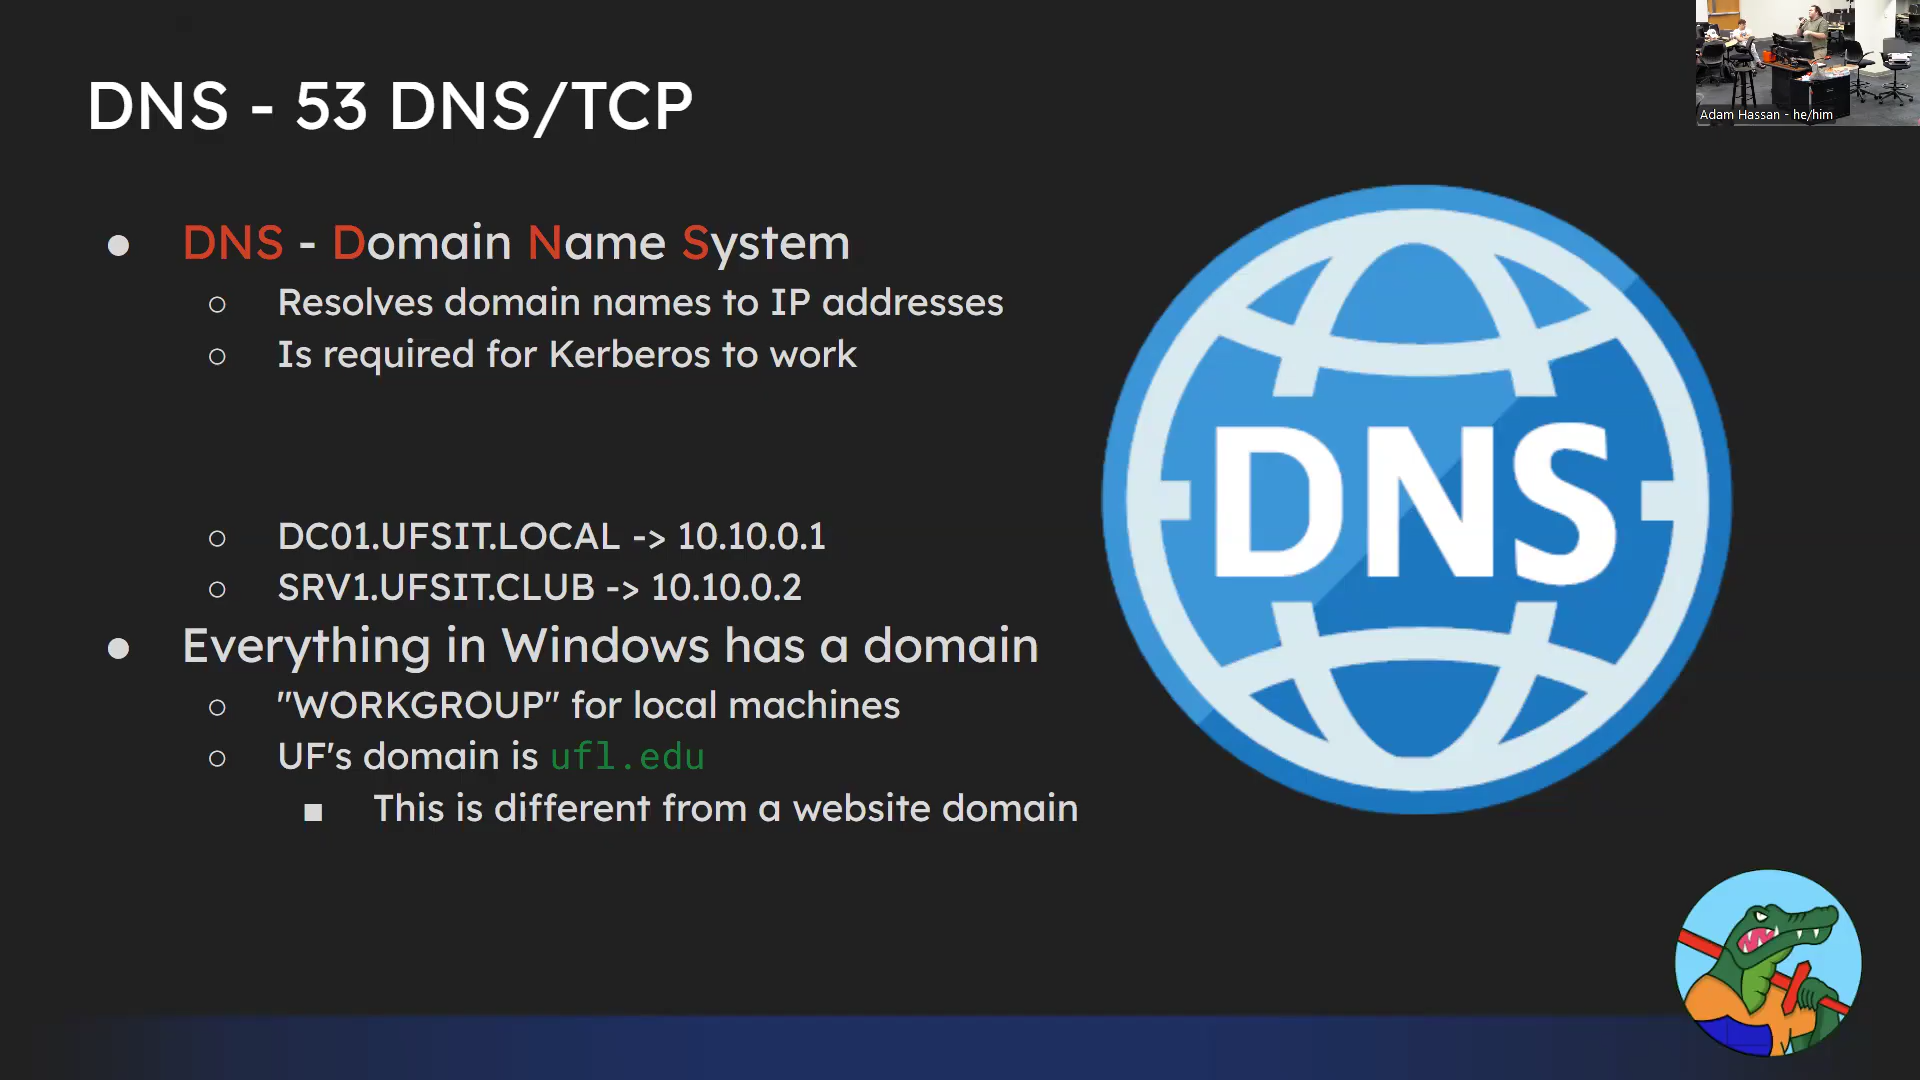 DNS - 53 DNS/TCP
Adam Hassan - he/him
● DNS - Domain Name System
○ Resolves domain names to IP addresses
○ Is required for Kerberos to work
○ DC01.UFSIT.LOCAL -> 10.10.0.1
○ SRV1.UFSIT.CLUB -> 10.10.0.2
● Everything in Windows has a domain
○ "WORKGROUP" for local machines
○ UF's domain is ufl.edu
■ This is different from a website domain
DNS